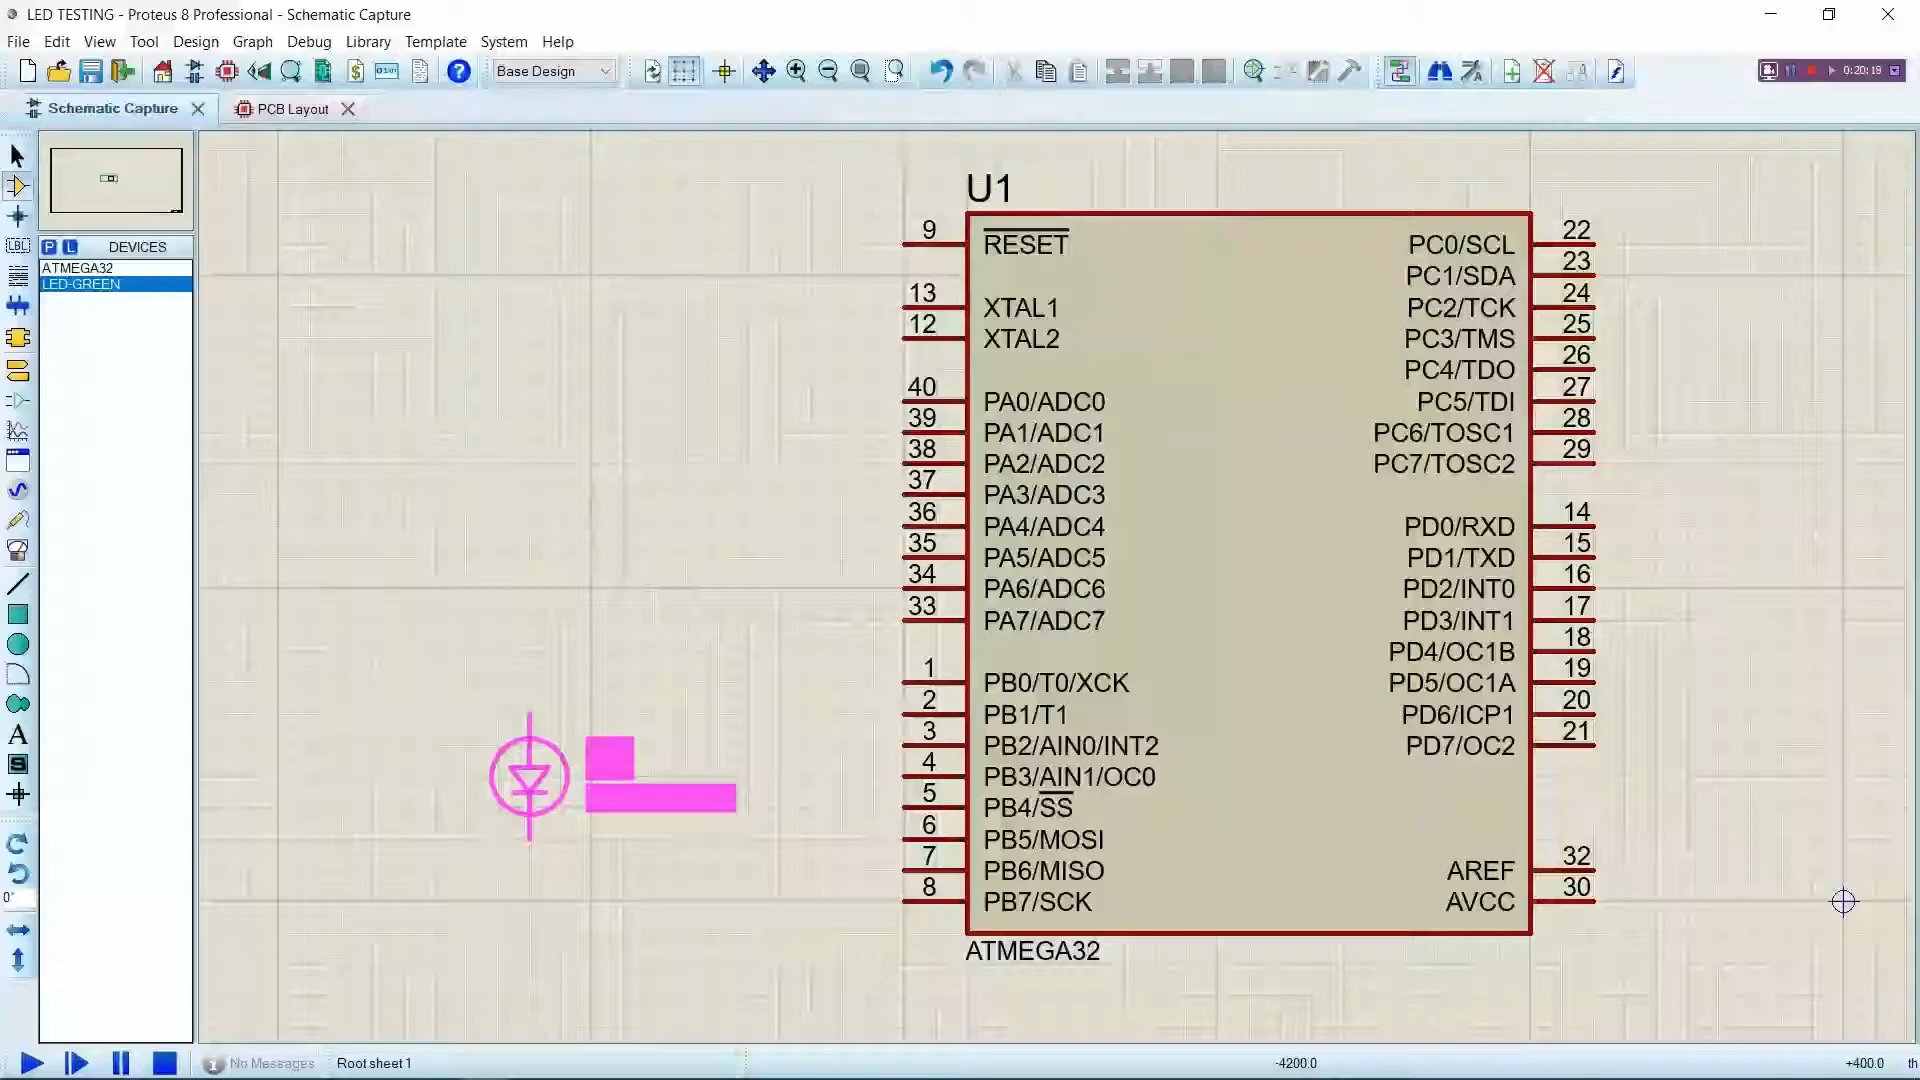 LED TESTING - Proteus 8 Professional - Schematic Capture
File Edit View Tool Design Graph Debug Library Template System Help
Base Design
0:20:19
Schematic Capture
PCB Layout
P L DEVICES
ATMEGA32
LED-GREEN
LBL
A
S
0°
U1
9 RESET
13 XTAL1
12 XTAL2
40 PA0/ADC0
39 PA1/ADC1
38 PA2/ADC2
37 PA3/ADC3
36 PA4/ADC4
35 PA5/ADC5
34 PA6/ADC6
33 PA7/ADC7
1 PB0/T0/XCK
2 PB1/T1
3 PB2/AIN0/INT2
4 PB3/AIN1/OC0
5 PB4/SS
6 PB5/MOSI
7 PB6/MISO
8 PB7/SCK
PC0/SCL 22
PC1/SDA 23
PC2/TCK 24
PC3/TMS 25
PC4/TDO 26
PC5/TDI 27
PC6/TOSC1 28
PC7/TOSC2 29
PD0/RXD 14
PD1/TXD 15
PD2/INT0 16
PD3/INT1 17
PD4/OC1B 18
PD5/OC1A 19
PD6/ICP1 20
PD7/OC2 21
AREF 32
AVCC 30
ATMEGA32
No Messages
Root sheet 1
-4200.0
+400.0
th